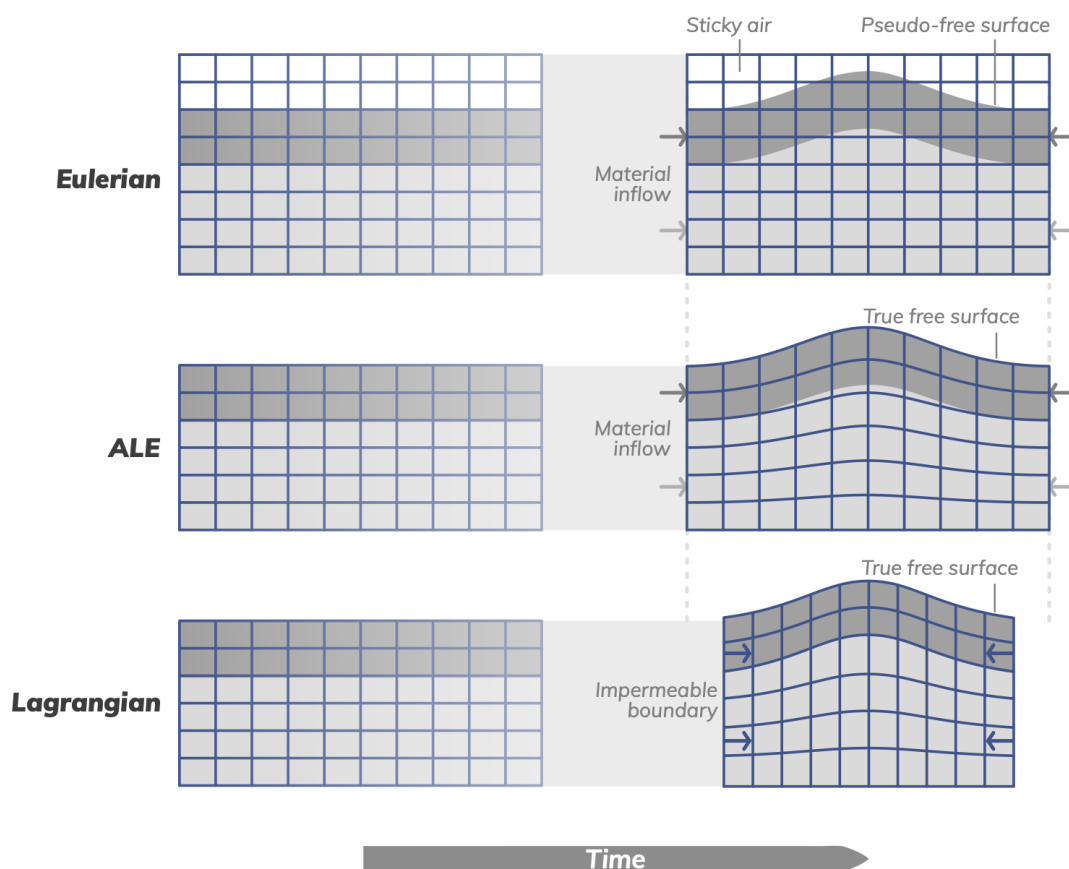 Sticky air
Pseudo-free surface
Eulerian
Material
inflow
True free surface
ALE
Material
inflow
True free surface
Lagrangian
Impermeable
boundary
Time